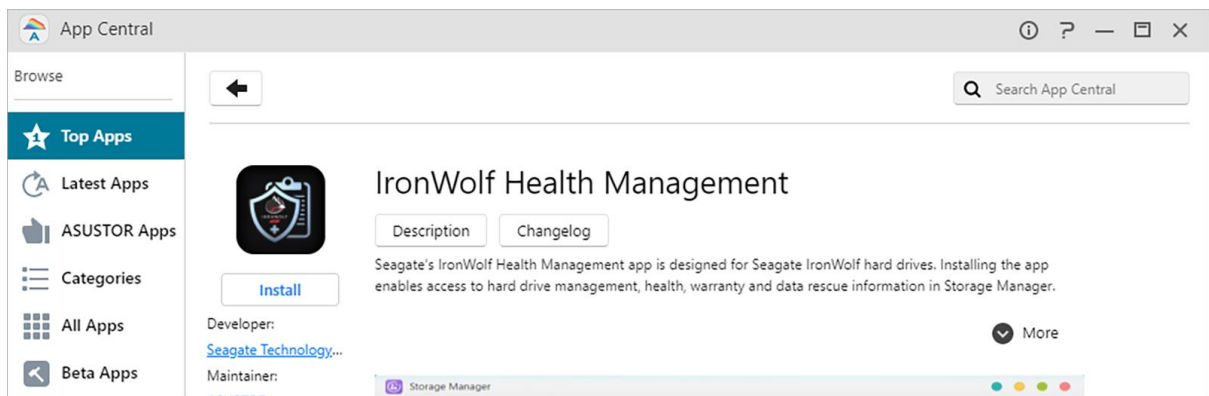 App Central
Browse
Search App Central
Top Apps
Latest Apps
ASUSTOR Apps
Categories
All Apps
Beta Apps
Install
Developer:
Seagate Technology...
Maintainer:
IronWolf Health Management
Description
Changelog
Seagate's IronWolf Health Management app is designed for Seagate IronWolf hard drives. Installing the app
enables access to hard drive management, health, warranty and data rescue information in Storage Manager.
More
Storage Manager